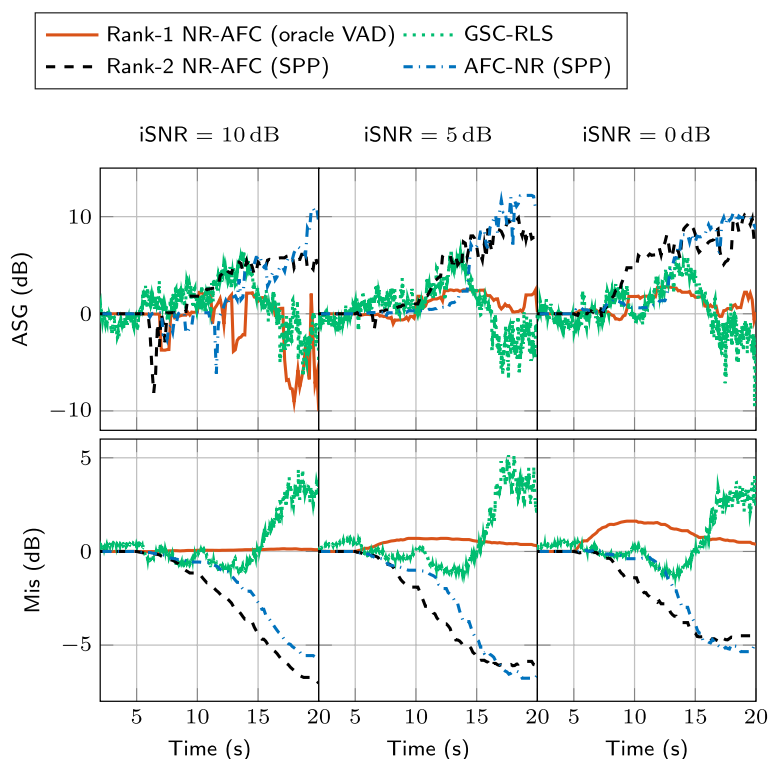 Rank-1 NR-AFC (oracle VAD) GSC-RLS
Rank-2 NR-AFC (SPP) AFC-NR (SPP)
iSNR = 10 dB iSNR = 5 dB iSNR = 0 dB
10
0
−10
ASG (dB)
5
0
−5
Mis (dB)
5 10 15 20 5 10 15 20 5 10 15 20
Time (s) Time (s) Time (s)